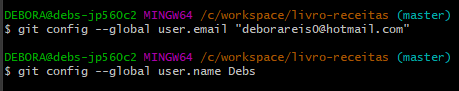 DEBORA@debs-jp560c2 MINGW64 /c/workspace/livro-receitas (master)
$ git config --global user.email "deborareis0@hotmail.com"
DEBORA@debs-jp560c2 MINGW64 /c/workspace/livro-receitas (master)
$ git config --global user.name Debs